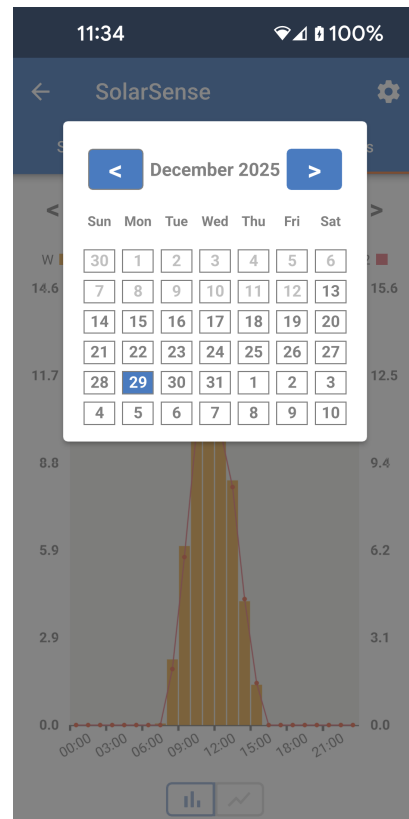 11:34 100%
SolarSense
S s
< December 2025 >
Sun Mon Tue Wed Thu Fri Sat
< >
30 1 2 3 4 5 6
W 2
14.6 7 8 9 10 11 12 13 15.6
14 15 16 17 18 19 20
21 22 23 24 25 26 27
11.7 28 29 30 31 1 2 3 12.5
4 5 6 7 8 9 10
8.8 9.4
5.9 6.2
2.9 3.1
0.0 0.0
00:00 03:00 06:00 09:00 12:00 15:00 18:00 21:00